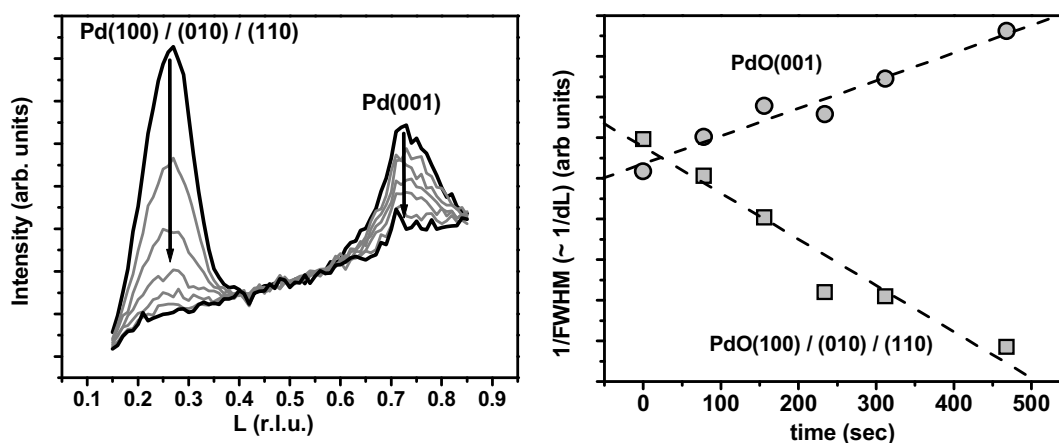 Pd(100) / (010) / (110)
Pd(001)
Intensity (arb. units)
0.1 0.2 0.3 0.4 0.5 0.6 0.7 0.8 0.9
L (r.l.u.)
PdO(001)
PdO(100) / (010) / (110)
1/FWHM (~ 1/dL) (arb units)
0 100 200 300 400 500
time (sec)